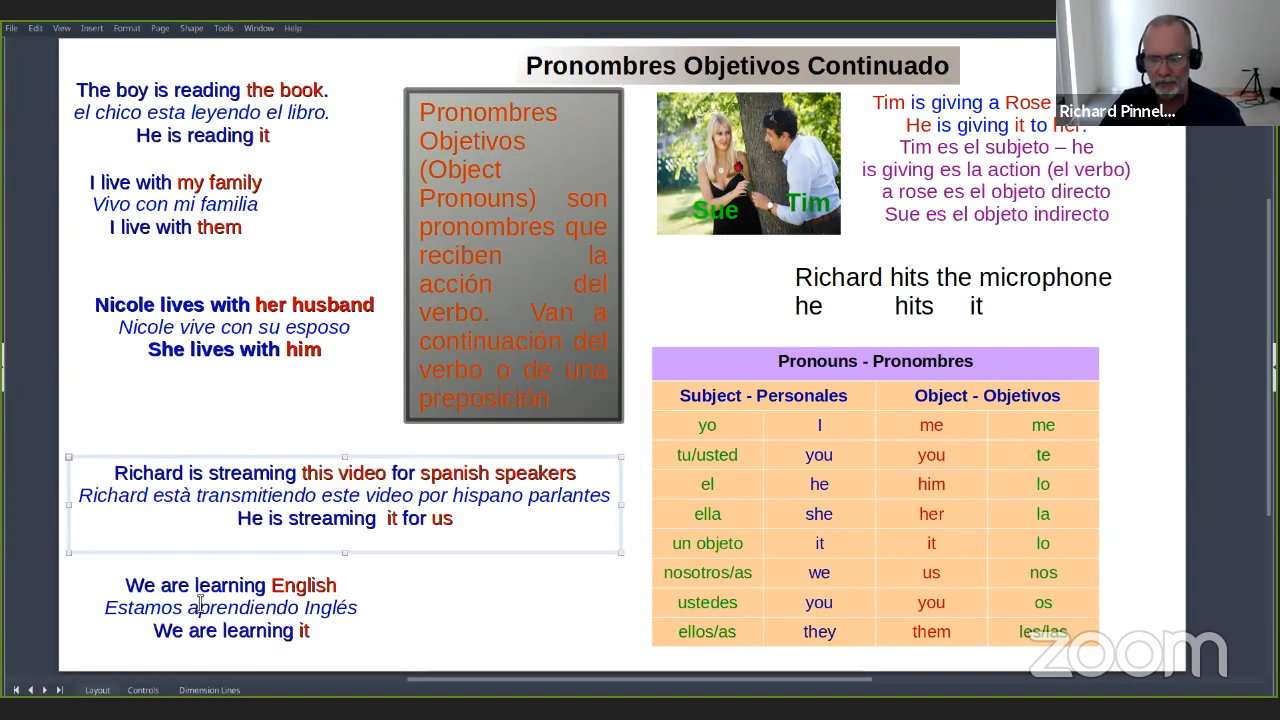 File Edit View Insert Format Page Shape Tools Window Help
Pronombres Objetivos Continuado
The boy is reading the book.
el chico esta leyendo el libro.
He is reading it
I live with my family
Vivo con mi familia
I live with them
Nicole lives with her husband
Nicole vive con su esposo
She lives with him
Richard is streaming this video for spanish speakers
Richard està transmitiendo este video por hispano parlantes
He is streaming it for us
We are learning English
Estamos aprendiendo Inglés
We are learning it
Pronombres
Objetivos
(Object
Pronouns) son
pronombres que
reciben la
acción del
verbo. Van a
continuación del
verbo o de una
preposición
Sue Tim
Tim is giving a Rose
He is giving it to her.
Tim es el subjeto – he
is giving es la action (el verbo)
a rose es el objeto directo
Sue es el objeto indirecto
Richard Pinnel...
Richard hits the microphone
he hits it
Pronouns - Pronombres
Subject - Personales Object - Objetivos
yo I me me
tu/usted you you te
el he him lo
ella she her la
un objeto it it lo
nosotros/as we us nos
ustedes you you os
ellos/as they them les/las
zoom
Layout Controls Dimension Lines